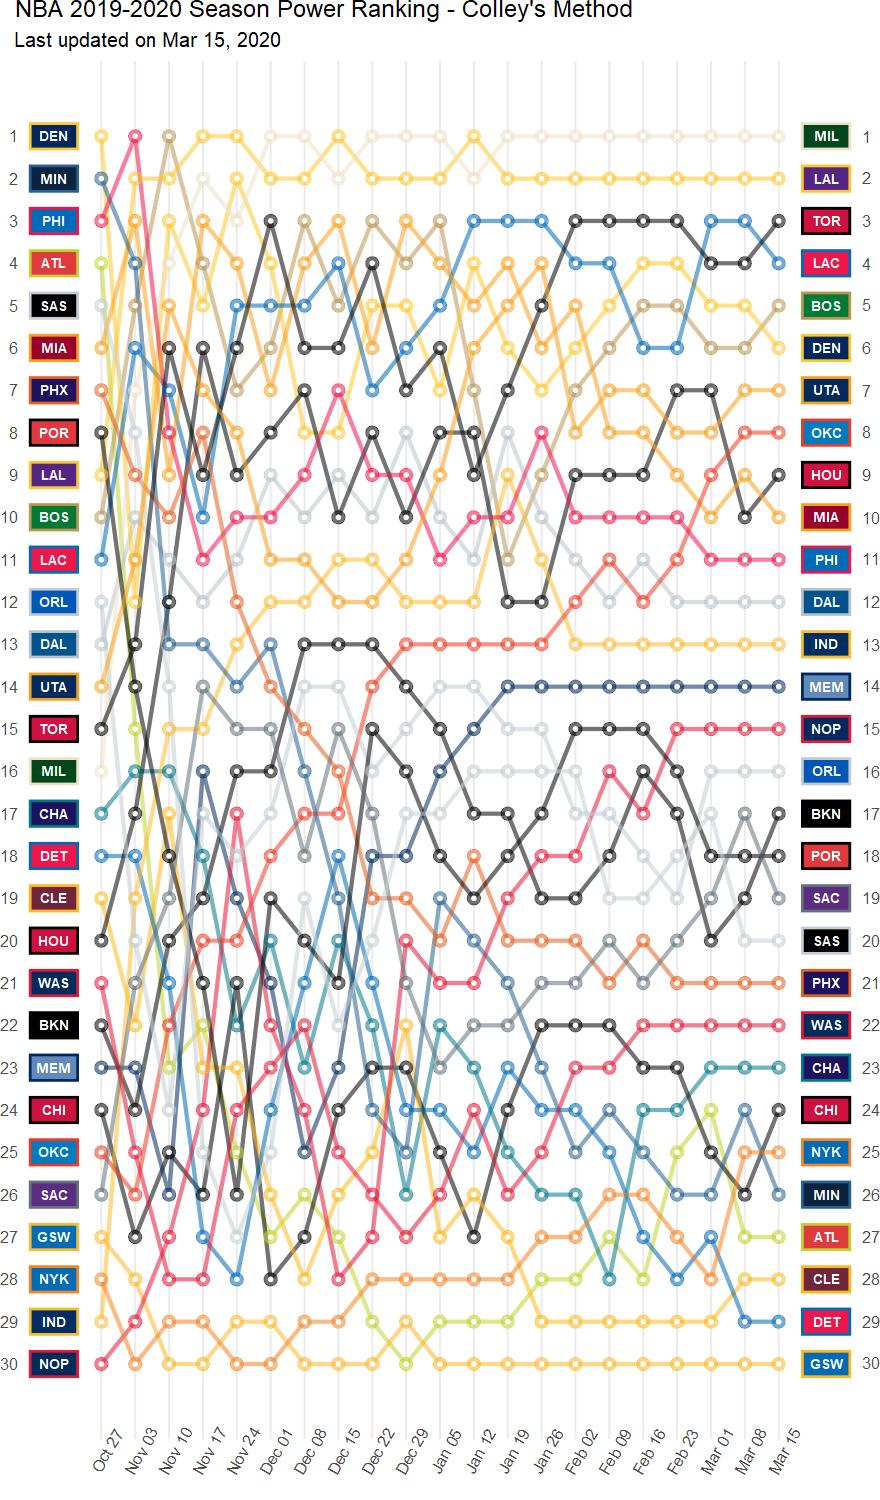 NBA 2019-2020 Season Power Ranking - Colley's Method
Last updated on Mar 15, 2020
1 DEN MIL 1
2 MIN LAL 2
3 PHI TOR 3
4 ATL LAC 4
5 SAS BOS 5
6 MIA DEN 6
7 PHX UTA 7
8 POR OKC 8
9 LAL HOU 9
10 BOS MIA 10
11 LAC PHI 11
12 ORL DAL 12
13 DAL IND 13
14 UTA MEM 14
15 TOR NOP 15
16 MIL ORL 16
17 CHA BKN 17
18 DET POR 18
19 CLE SAC 19
20 HOU SAS 20
21 WAS PHX 21
22 BKN WAS 22
23 MEM CHA 23
24 CHI CHI 24
25 OKC NYK 25
26 SAC MIN 26
27 GSW ATL 27
28 NYK CLE 28
29 IND DET 29
30 NOP GSW 30
Oct 27 Nov 03 Nov 10 Nov 17 Nov 24 Dec 01 Dec 08 Dec 15 Dec 22 Dec 29 Jan 05 Jan 12 Jan 19 Jan 26 Feb 02 Feb 09 Feb 16 Feb 23 Mar 01 Mar 08 Mar 15